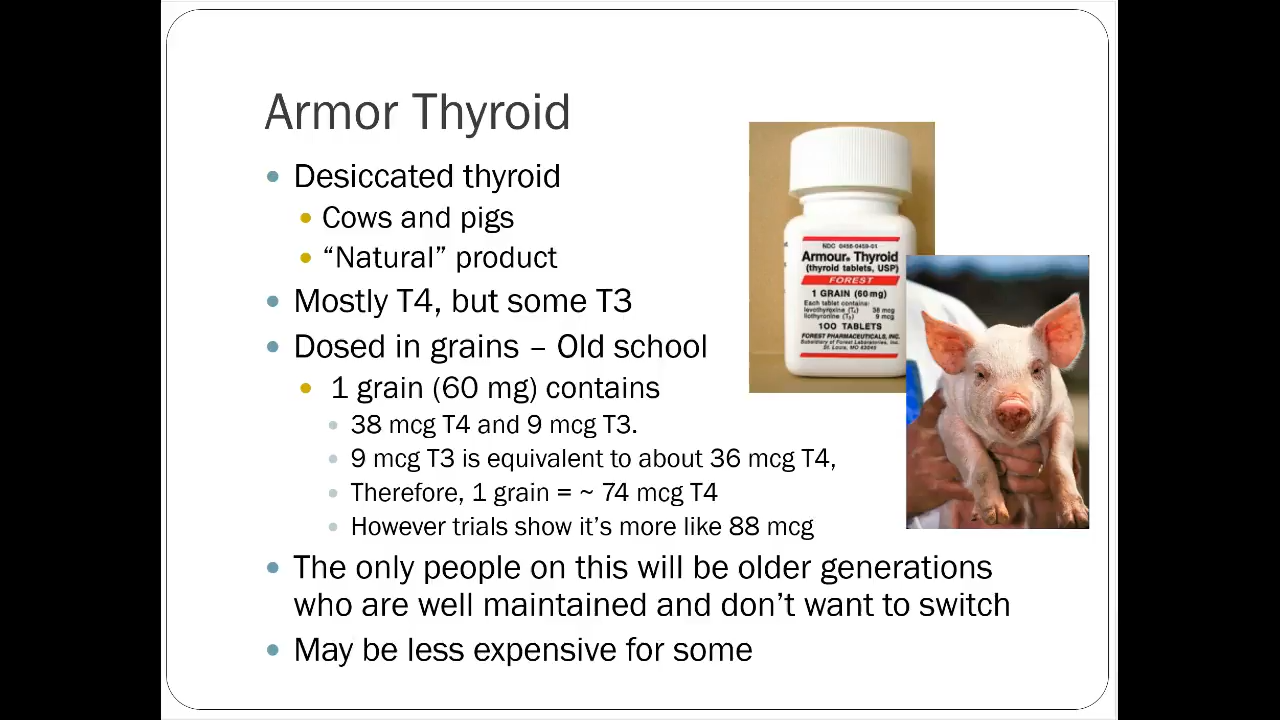 Armor Thyroid
Desiccated thyroid
Cows and pigs
“Natural” product
Mostly T4, but some T3
Dosed in grains – Old school
1 grain (60 mg) contains
38 mcg T4 and 9 mcg T3.
9 mcg T3 is equivalent to about 36 mcg T4,
Therefore, 1 grain = ~ 74 mcg T4
However trials show it’s more like 88 mcg
The only people on this will be older generations
who are well maintained and don’t want to switch
May be less expensive for some
NDC 0456-0459-01
Armour® Thyroid
(thyroid tablets, USP)
FOREST
1 GRAIN (60 mg)
Each tablet contains:
levothyroxine (T4) 38 mcg
liothyronine (T3) 9 mcg
100 TABLETS
FOREST PHARMACEUTICALS, INC.
Subsidiary of Forest Laboratories, Inc.
St. Louis, MO 63045